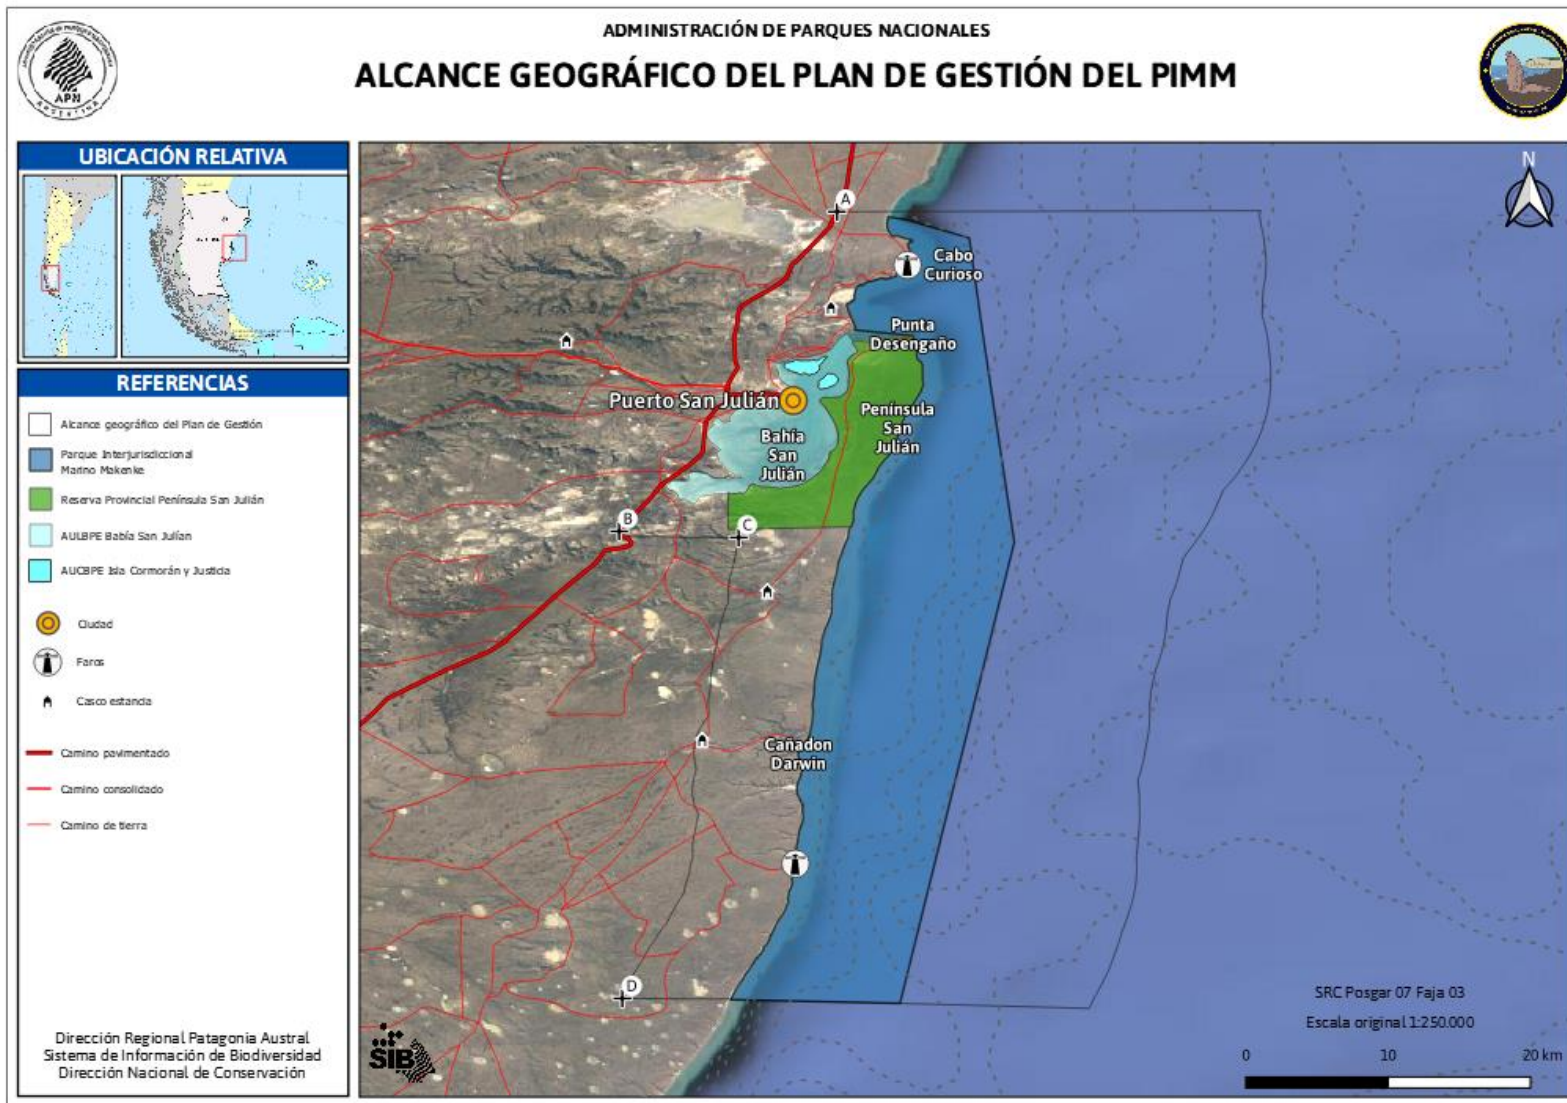 ADMINISTRACIÓN DE PARQUES NACIONALES
ALCANCE GEOGRÁFICO DEL PLAN DE GESTIÓN DEL PIMM
APN
ARGENTINA
UBICACIÓN RELATIVA
REFERENCIAS
Alcance geográfico del Plan de Gestión
Parque Interjurisdiccional
Marino Makenke
Reserva Provincial Península San Julián
AULBPE Bahía San Julían
AUCBPE Isla Cormorán y Justicia
Ciudad
Faros
Casco estancia
Camino pavimentado
Camino consolidado
Camino de tierra
Dirección Regional Patagonia Austral
Sistema de Información de Biodiversidad
Dirección Nacional de Conservación
N
A
Cabo
Curioso
Punta
Desengaño
Puerto San Julián
Península
San
Julián
Bahía
San
Julián
B
C
Cañadon
Darwin
D
SIB
SRC Posgar 07 Faja 03
Escala original 1:250.000
0 10 20 km